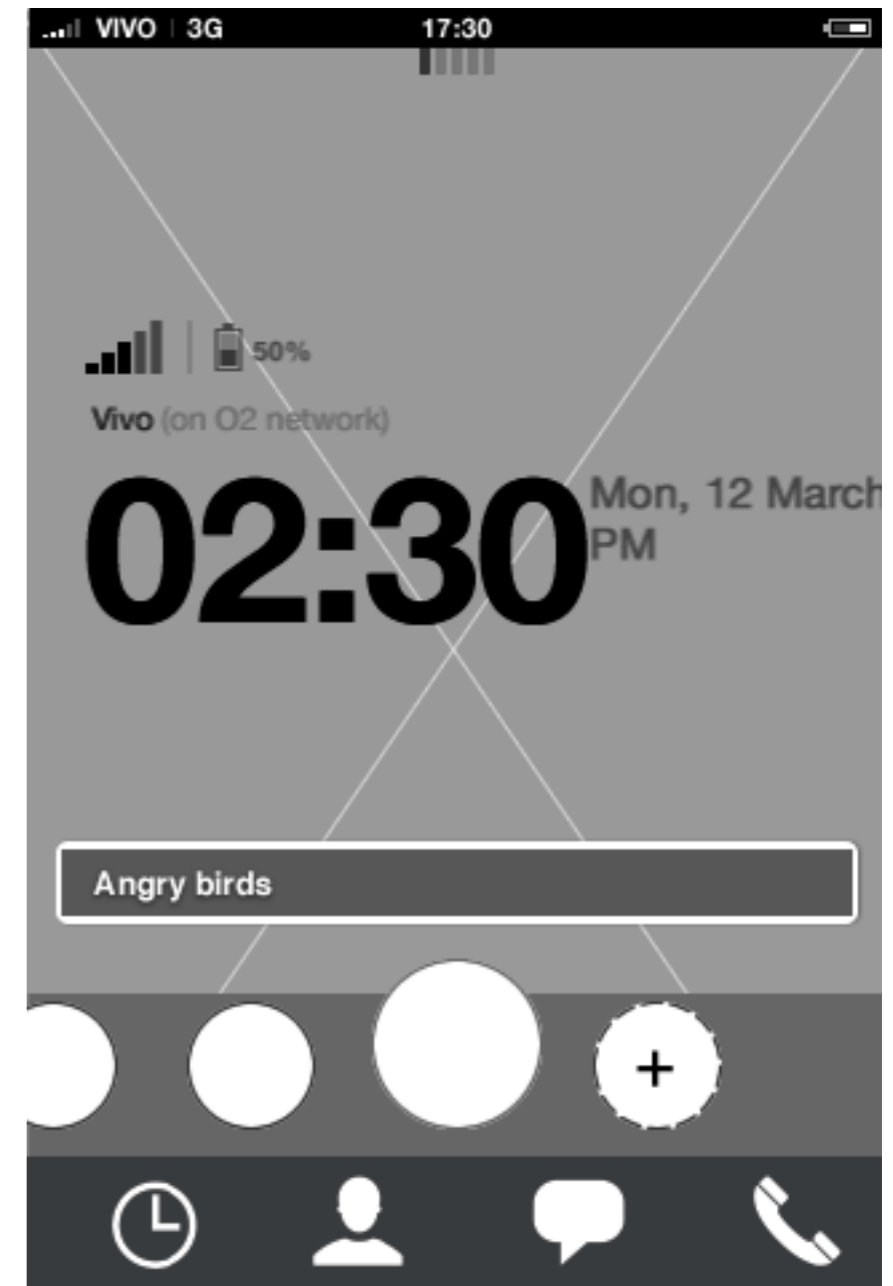 VIVO 3G 17:30
50%
Vivo (on O2 network)
02:30 Mon, 12 March
PM
Angry birds
+